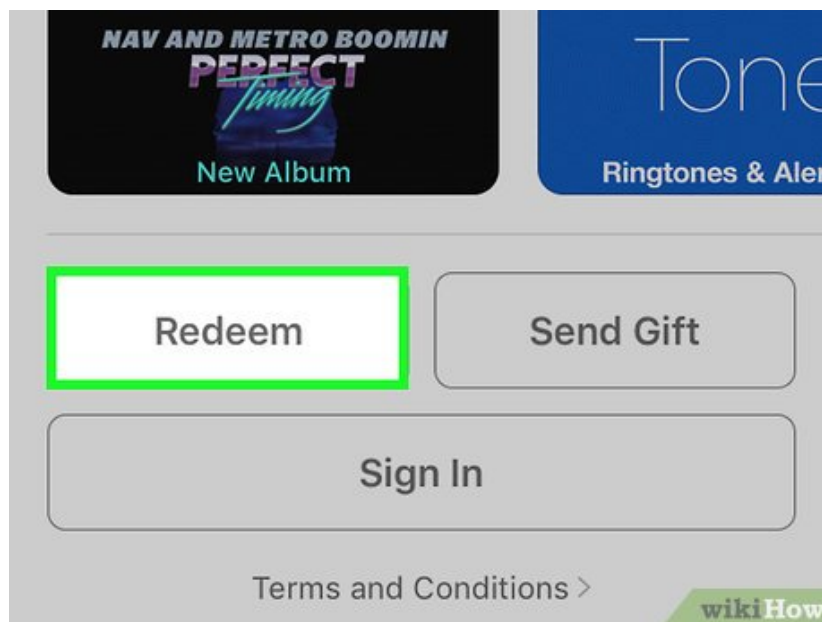 NAV AND METRO BOOMIN
PERFECT
Timing
New Album
Tone
Ringtones & Aler
Redeem
Send Gift
Sign In
Terms and Conditions >
wikiHow